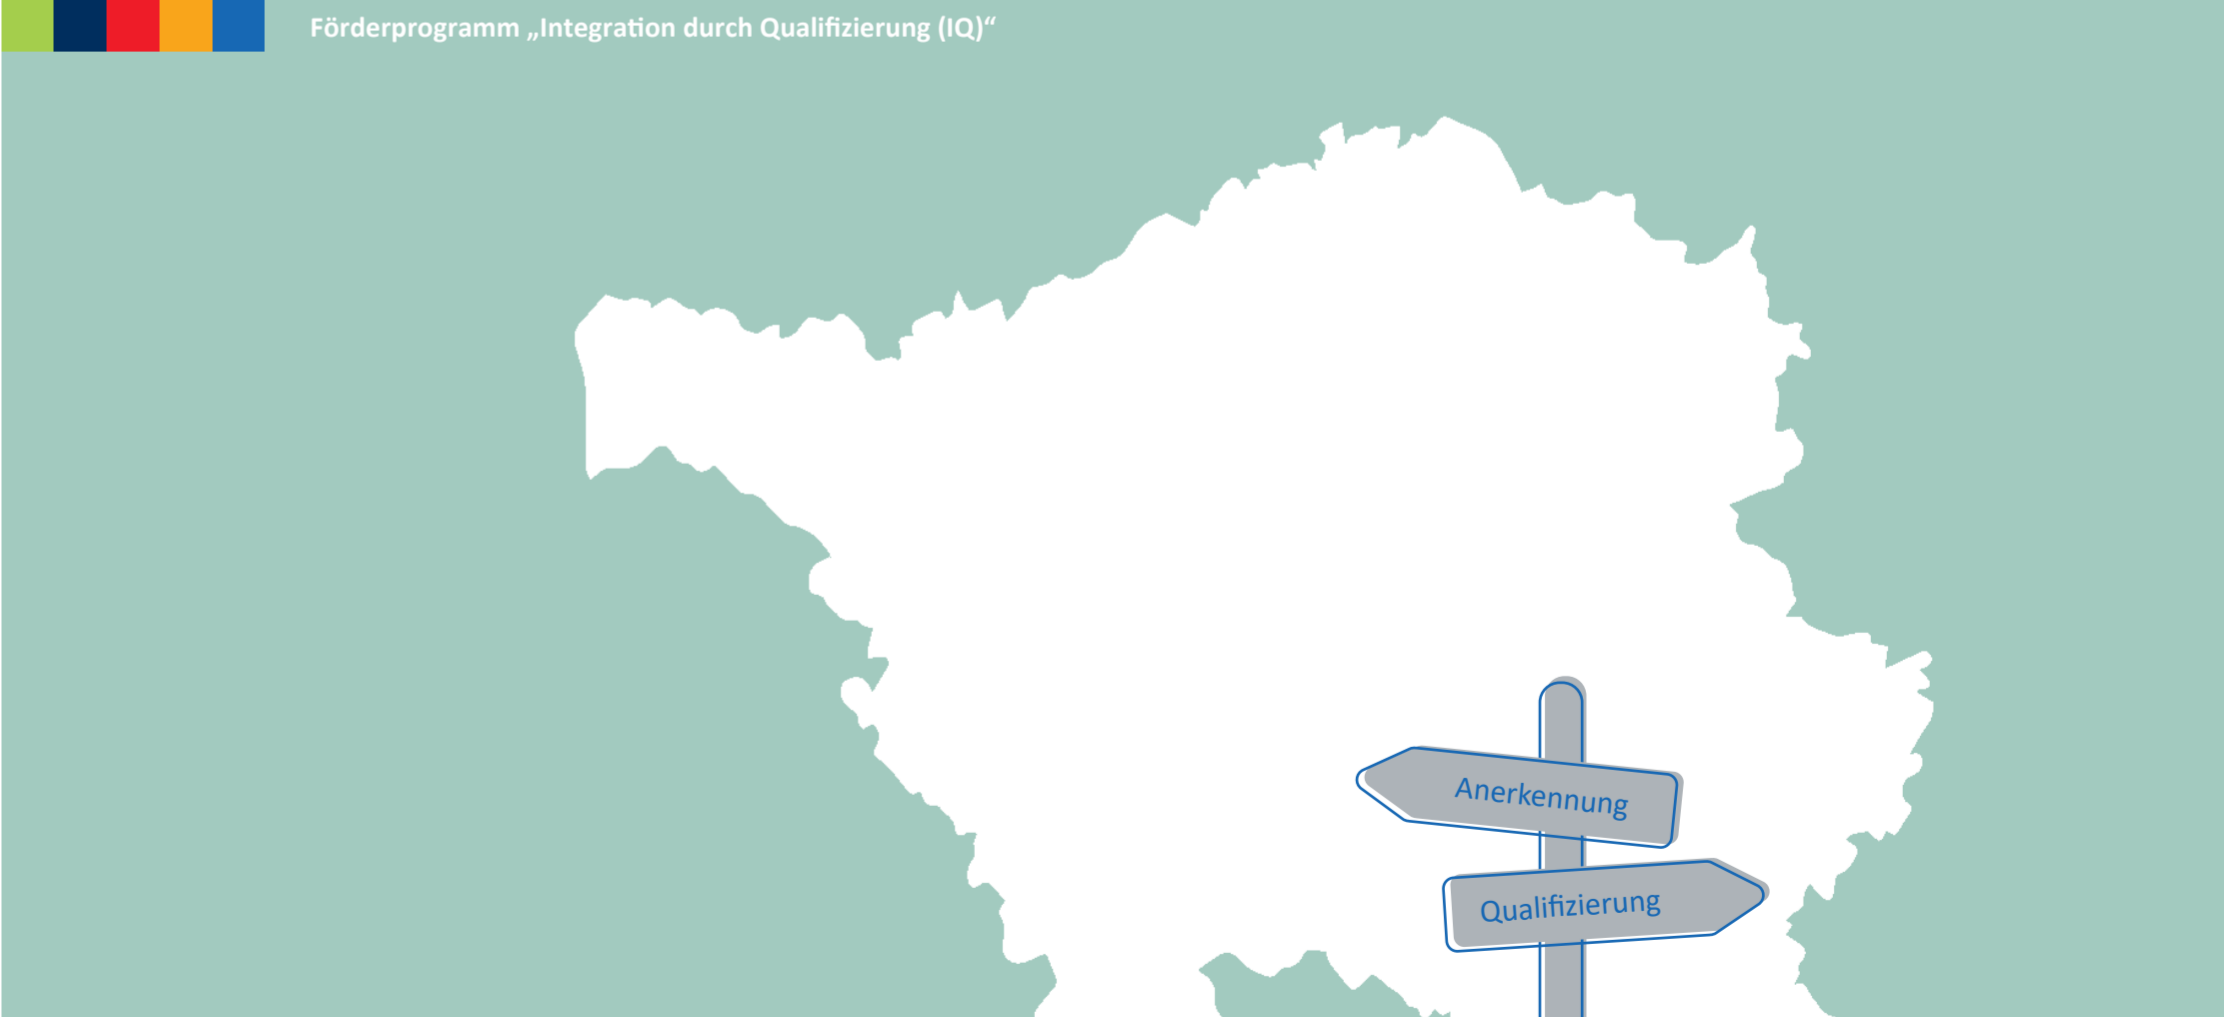 Förderprogramm „Integration durch Qualifizierung (IQ)“
Anerkennung
Qualifizierung